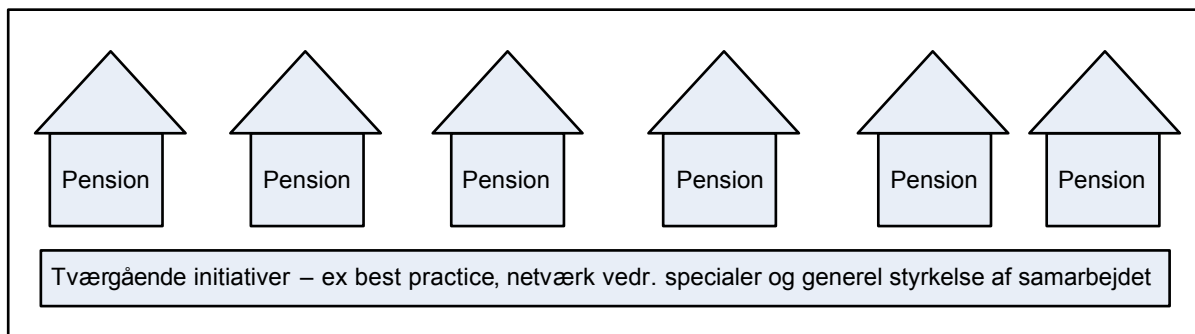 Pension Pension Pension Pension Pension Pension
Tværgående initiativer – ex best practice, netværk vedr. specialer og generel styrkelse af samarbejdet